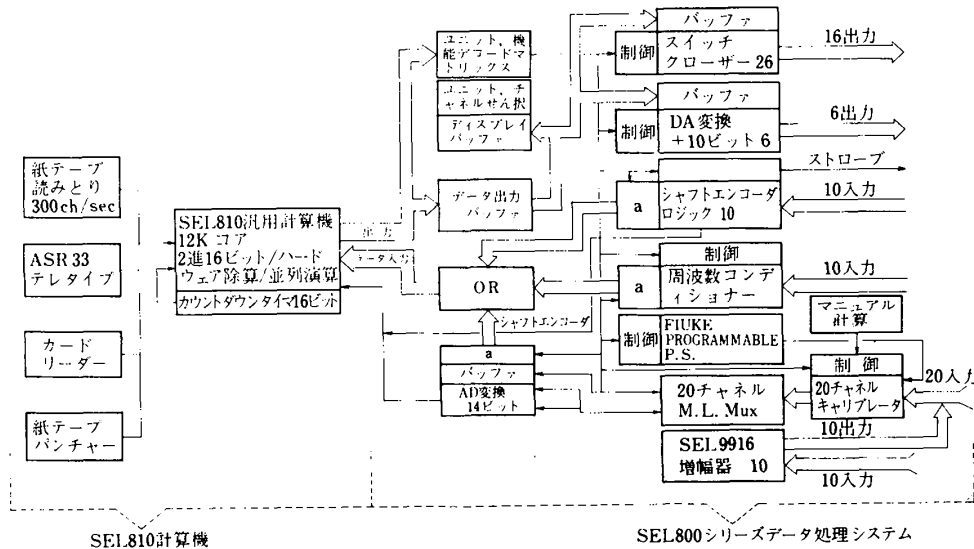 紙テープ
読みとり
300ch/sec
ASR 33
テレタイプ
カード
リーダー
紙テープ
パンチャー
SEL810汎用計算機
12K コア
2進16ビット/ハード
ウェア除算/並列演算
カウントダウンタイマ16ビット
出力
データ入力
ユニット，機
能デコードマ
トリックス
ユニット，チャ
ネルせん択
ディスプレイ
バッファ
データ出力
バッファ
OR
シャフトエンコーダ
a
バッファ
AD変換
14ビット
バッファ
制御
スイッチ
クローザー 26
16出力
バッファ
制御
DA変換
＋10ビット 6
6出力
ストローブ
a
シャフトエンコーダ
ロジック 10
10入力
制御
a
周波数コンデ
ィショナー
10入力
制御
FIUKE
PROGRAMMABLE
P.S.
マニュアル
計算
制御
20チャネル
キャリブレータ
20入力
20チャネル
M.L. Mux
10出力
SEL9916
増幅器 10
10入力
SEL810計算機
SEL800シリーズデータ処理システム